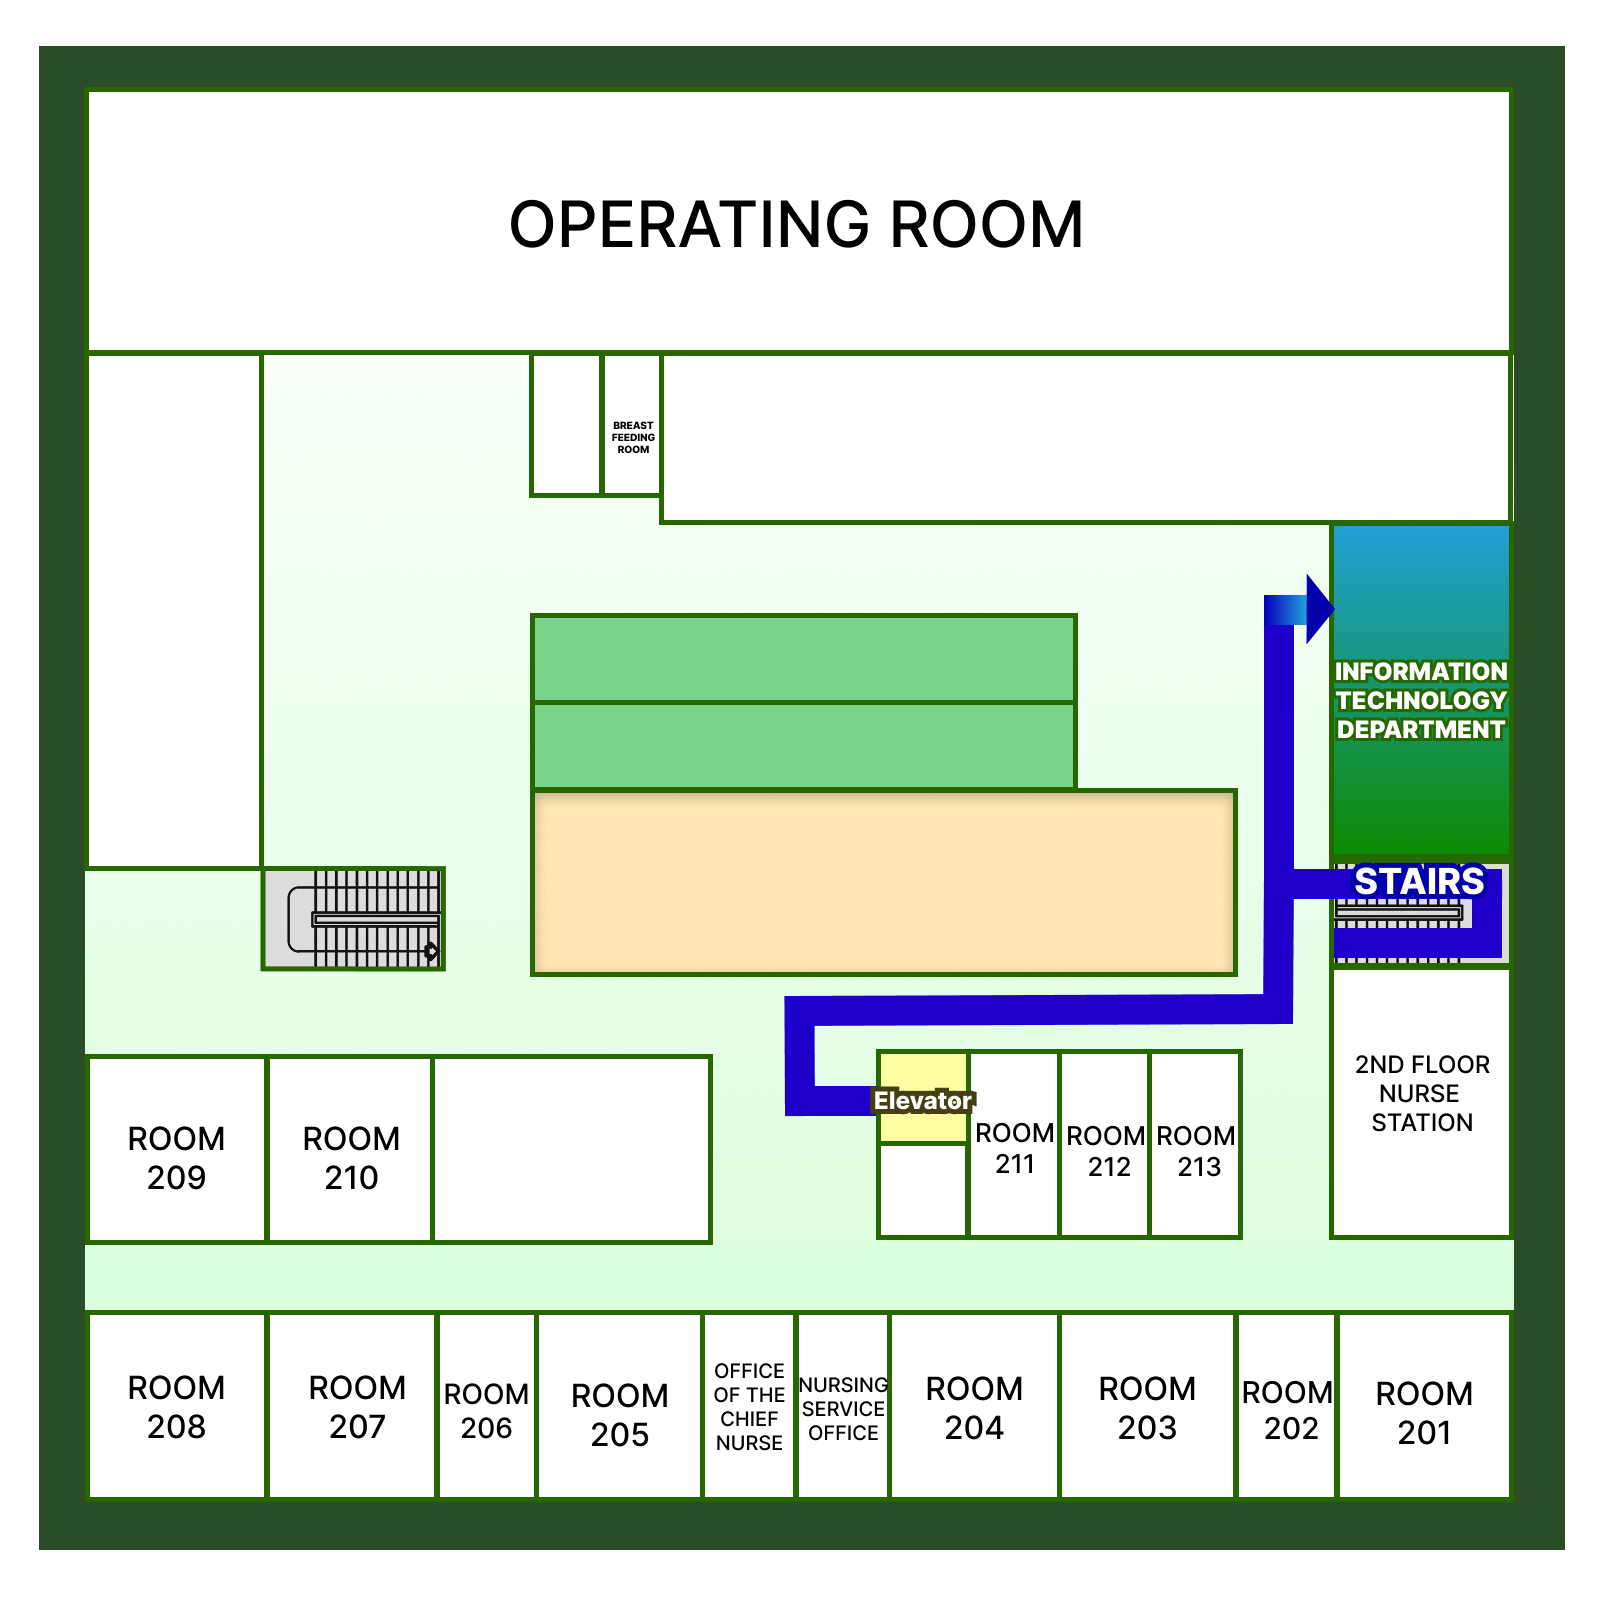 OPERATING ROOM
BREAST
FEEDING
ROOM
INFORMATION
TECHNOLOGY
DEPARTMENT
STAIRS
2ND FLOOR
NURSE
STATION
Elevator
ROOM
209
ROOM
210
ROOM
211
ROOM
212
ROOM
213
ROOM
208
ROOM
207
ROOM
206
ROOM
205
OFFICE
OF THE
CHIEF
NURSE
NURSING
SERVICE
OFFICE
ROOM
204
ROOM
203
ROOM
202
ROOM
201